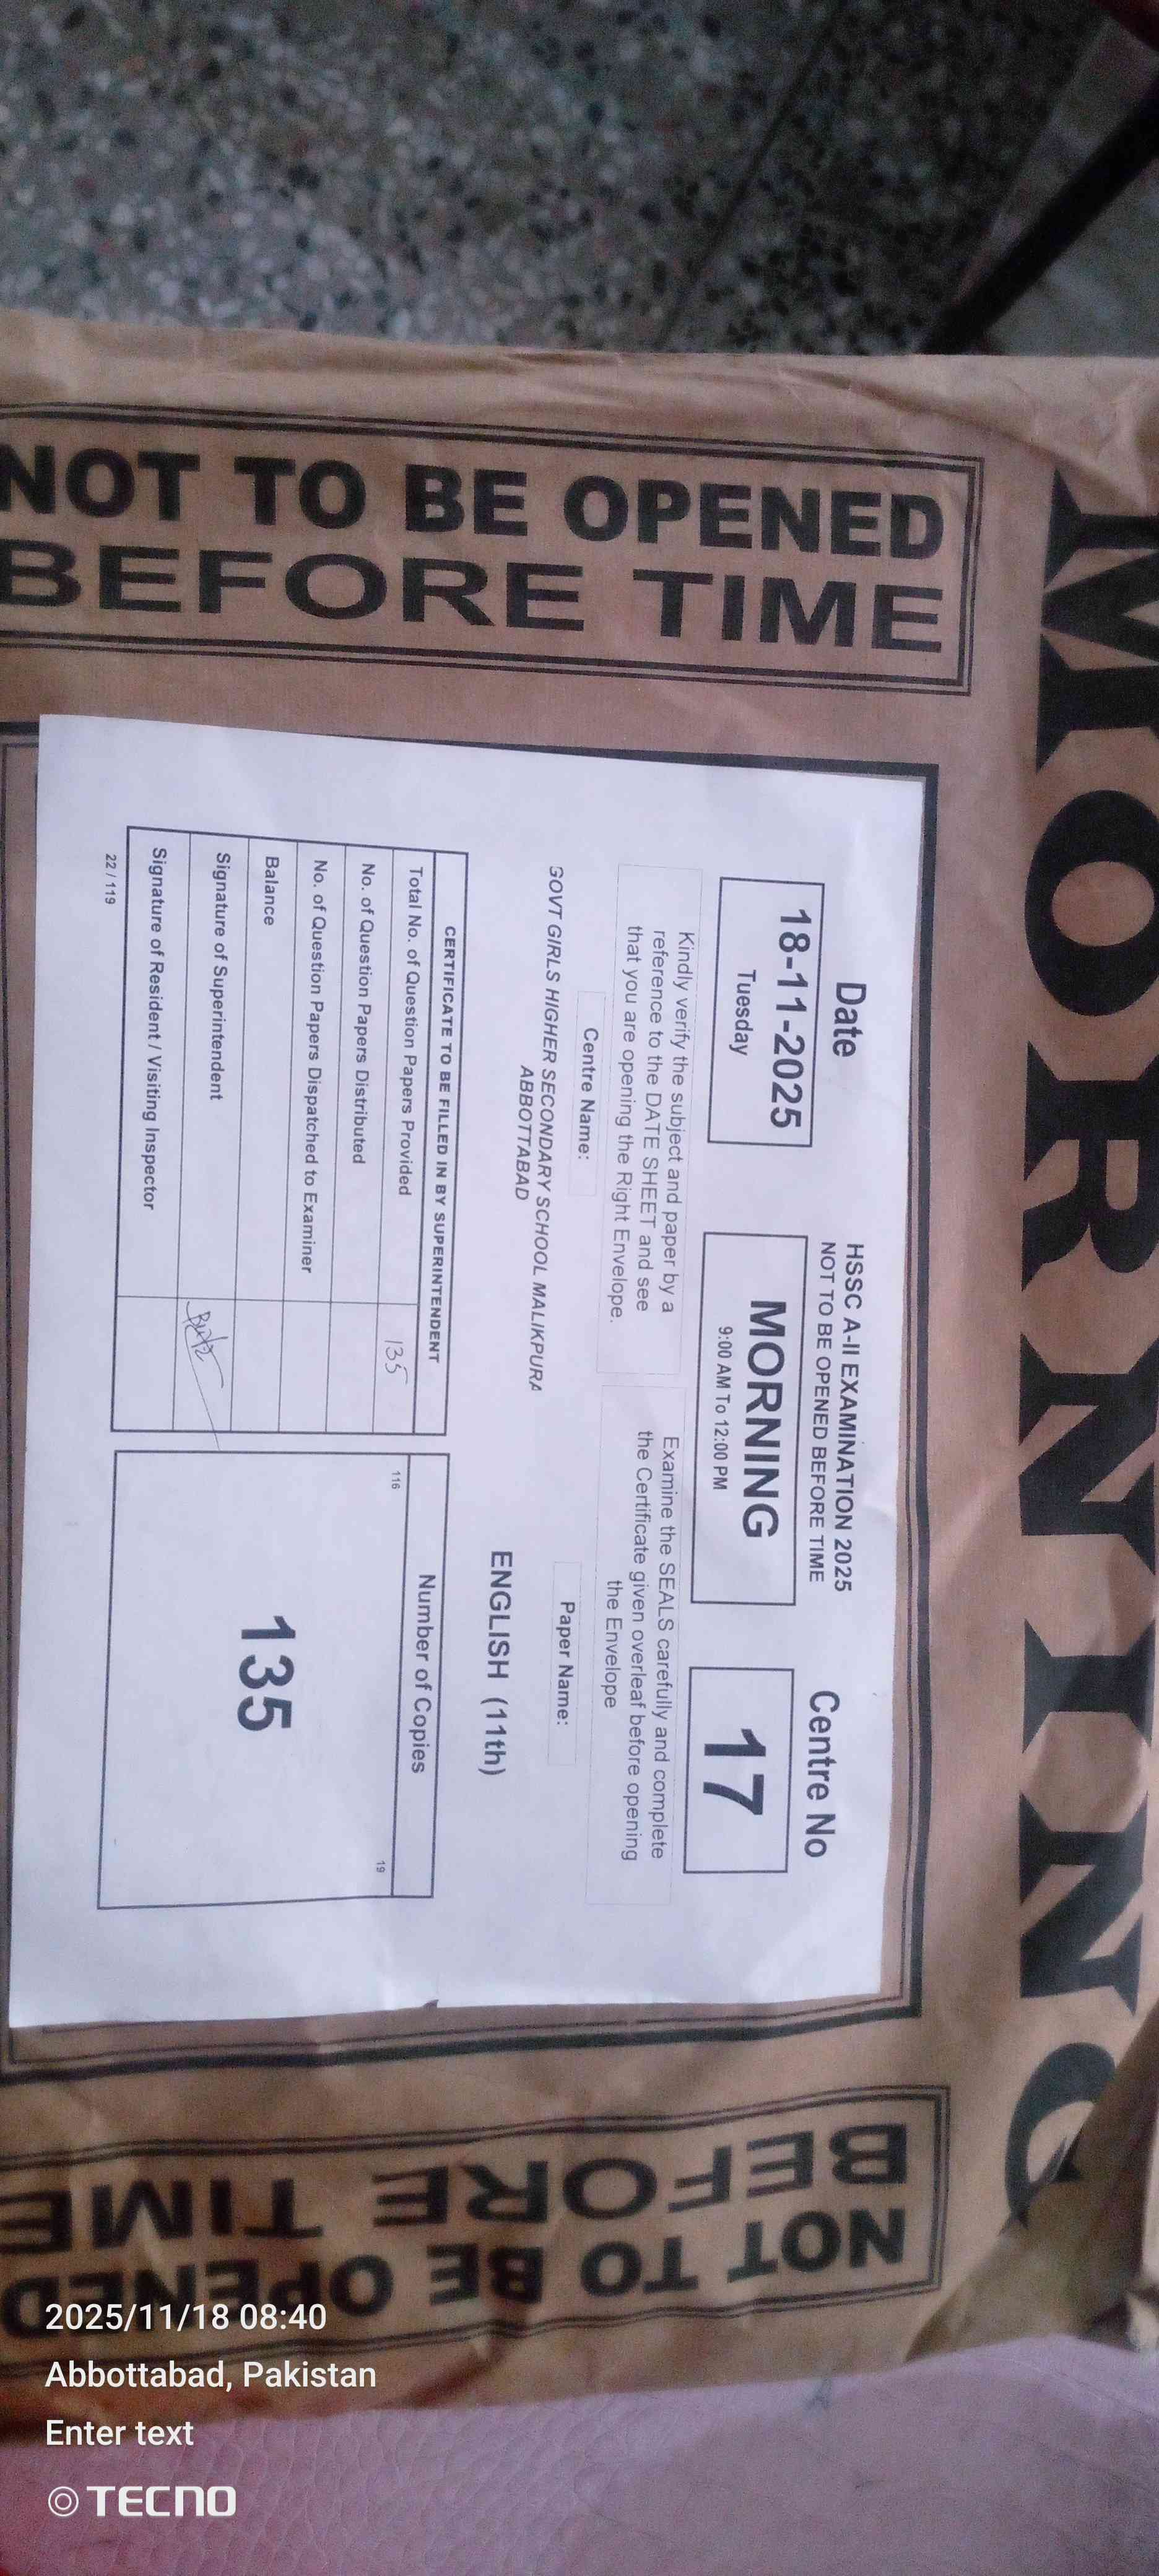 MORNING
NOT TO BE OPENED
BEFORE TIME
HSSC A-II EXAMINATION 2025
NOT TO BE OPENED BEFORE TIME
Date
18-11-2025
Tuesday
MORNING
9:00 AM To 12:00 PM
Centre No
17
Kindly verify the subject and paper by a
reference to the DATE SHEET and see
that you are opening the Right Envelope.
Examine the SEALS carefully and complete
the Certificate given overleaf before opening
the Envelope
Centre Name:
GOVT GIRLS HIGHER SECONDARY SCHOOL MALIKPURA
ABBOTTABAD
Paper Name:
ENGLISH (11th)
CERTIFICATE TO BE FILLED IN BY SUPERINTENDENT
Total No. of Question Papers Provided 135
No. of Question Papers Distributed
No. of Question Papers Dispatched to Examiner
Balance
Signature of Superintendent
Signature of Resident / Visiting Inspector
22 / 119
Number of Copies
116
19
135
NOT TO BE OPENED
BEFORE TIME
2025/11/18 08:40
Abbottabad, Pakistan
Enter text
TECNO